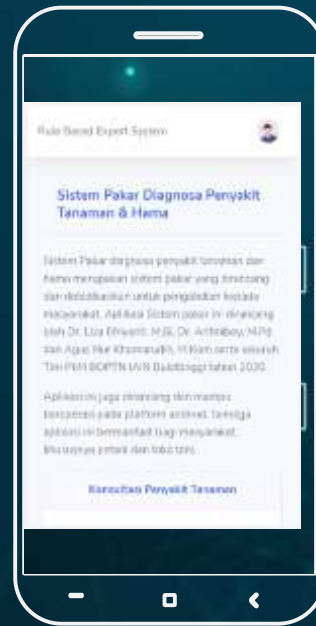 Rule Based Expert System
Sistem Pakar Diagnosa Penyakit
Tanaman & Hama
Sistem Pakar diagnosa penyakit tanaman dan
hama merupakan sistem pakar yang dirancang
dan didedikasikan untuk pengabdian kepada
masyarakat. Aplikasi Sistem pakar ini dirancang
oleh Dr. Liza Efriyanti, M.Si, Dr. Arifmiboy, M.Pd
dan Agus Nur Khomarudin, M.Kom serta seluruh
Tim PkM BOPTN IAIN Bukittinggi tahun 2020.
Aplikasi ini juga dirancang dan mampu
beroperasi pada platform android. Semoga
aplikasi ini bermanfaat bagi masyarakat,
khususnya petani dan toko tani.
Konsultasi Penyakit Tanaman